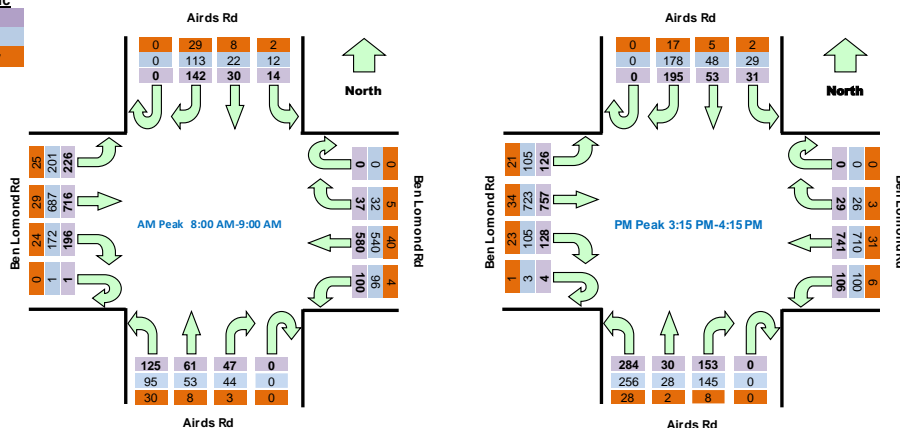 Airds Rd
0 29 8 2
0 113 22 12
0 142 30 14
North
Ben Lomond Rd
25 201 226
29 687 716
24 172 196
0 1 1
AM Peak 8:00 AM-9:00 AM
0 0 0
37 32 5
580 540 40
100 96 4
Ben Lomond Rd
125 61 47 0
95 53 44 0
30 8 3 0
Airds Rd
Airds Rd
0 17 5 2
0 178 48 29
0 195 53 31
North
Ben Lomond Rd
21 105 126
34 723 757
23 105 128
1 3 4
PM Peak 3:15 PM-4:15 PM
0 0 0
29 26 3
741 710 31
106 100 6
Lomond
284 30 153 0
256 28 145 0
28 2 8 0
Airds Rd